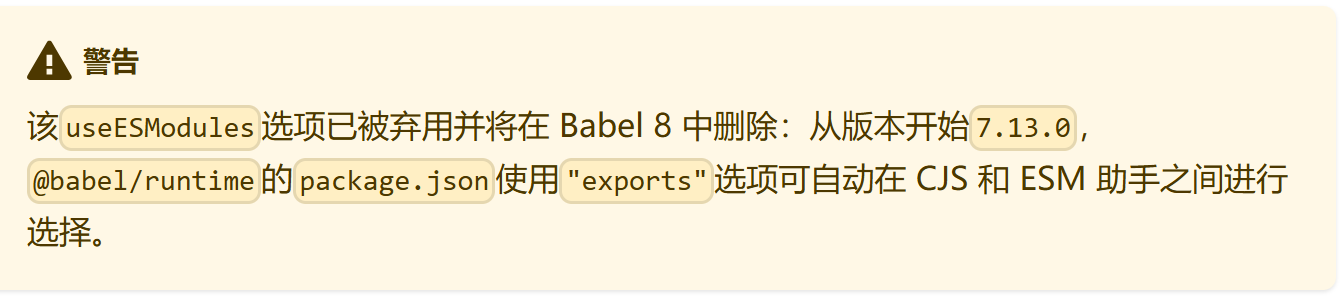 警告
该useESModules选项已被弃用并将在 Babel 8 中删除：从版本开始7.13.0，
@babel/runtime的package.json使用"exports"选项可自动在 CJS 和 ESM 助手之间进行
选择。